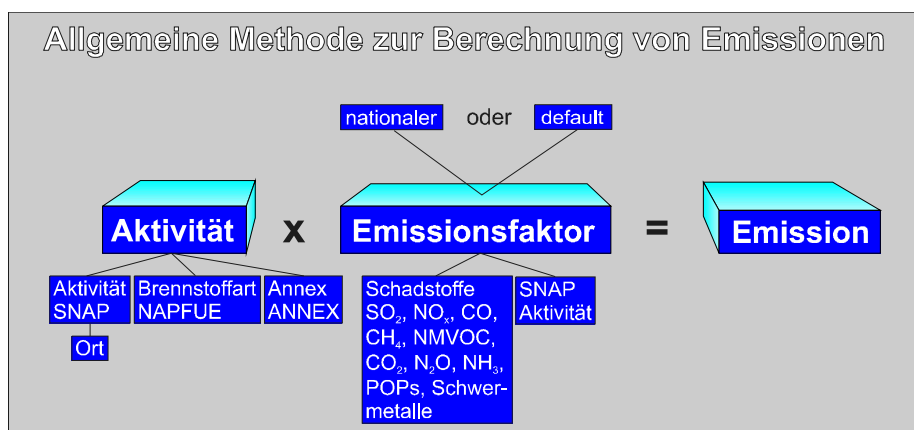 Allgemeine Methode zur Berechnung von Emissionen
nationaler oder default
Aktivität x Emissionsfaktor = Emission
Aktivität
SNAP
Ort
Brennstoffart
NAPFUE
Annex
ANNEX
Schadstoffe
SO₂, NOₓ, CO,
CH₄, NMVOC,
CO₂, N₂O, NH₃,
POPs, Schwer-
metalle
SNAP
Aktivität